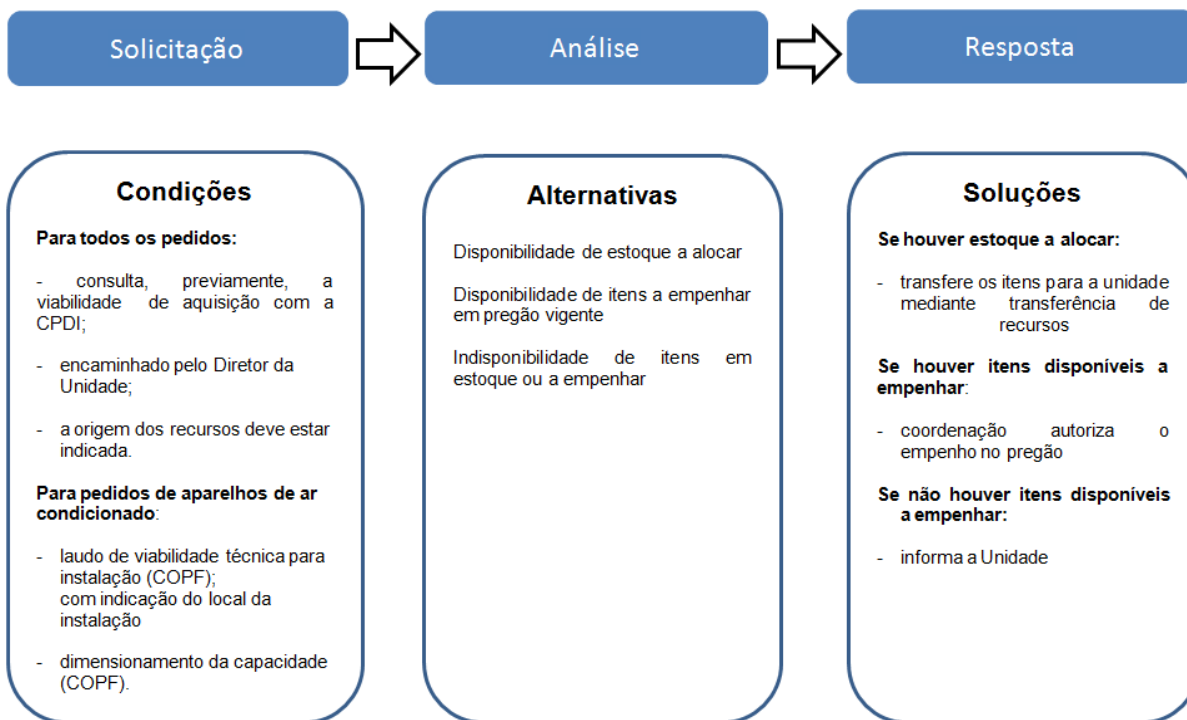 Solicitação
Análise
Resposta
Condições
Para todos os pedidos:
- consulta, previamente, a
viabilidade de aquisição com a
CPDI;
- encaminhado pelo Diretor da
Unidade;
- a origem dos recursos deve estar
indicada.
Para pedidos de aparelhos de ar
condicionado:
- laudo de viabilidade técnica para
instalação (COPF);
com indicação do local da
instalação
- dimensionamento da capacidade
(COPF).
Alternativas
Disponibilidade de estoque a alocar
Disponibilidade de itens a empenhar
em pregão vigente
Indisponibilidade de itens em
estoque ou a empenhar
Soluções
Se houver estoque a alocar:
- transfere os itens para a unidade
mediante transferência de
recursos
Se houver itens disponíveis a
empenhar:
- coordenação autoriza o
empenho no pregão
Se não houver itens disponíveis
a empenhar:
- informa a Unidade